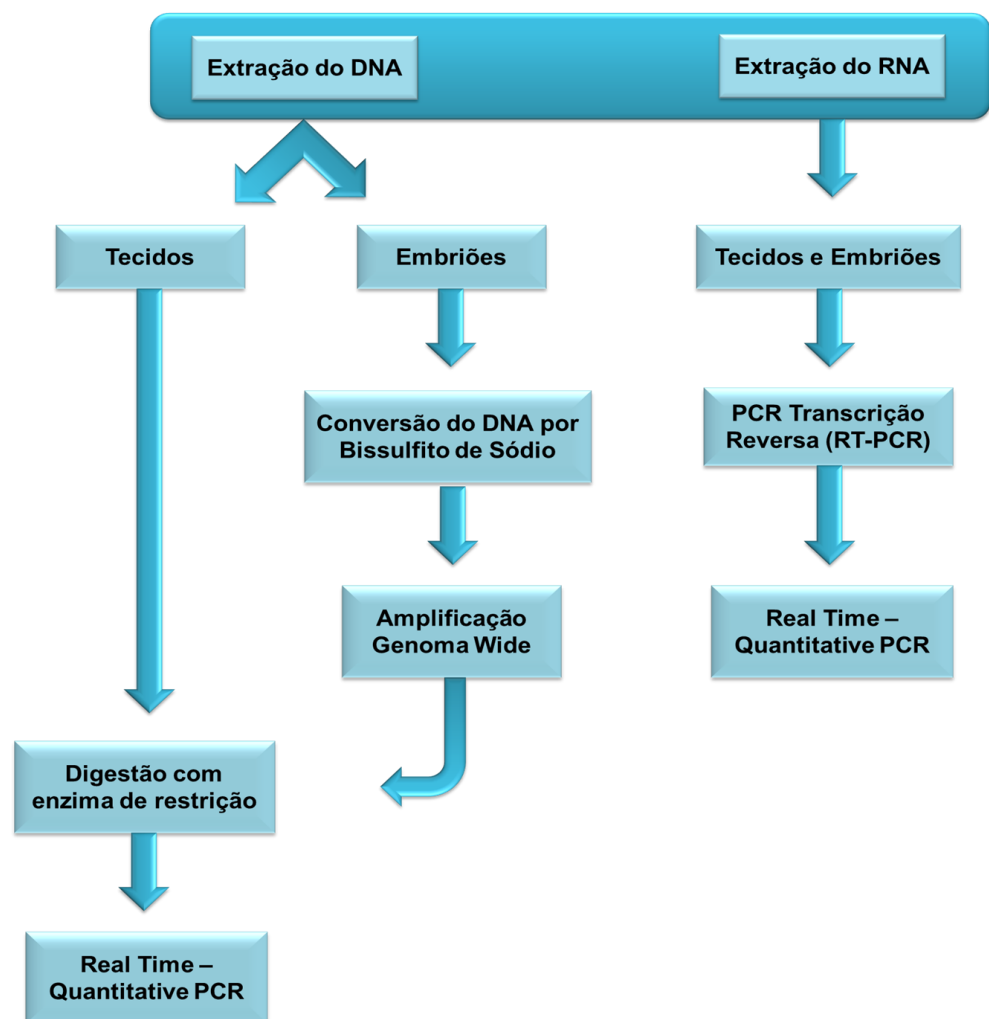 Extração do DNA
Extração do RNA
Tecidos
Embriões
Tecidos e Embriões
Conversão do DNA por
Bissulfito de Sódio
PCR Transcrição
Reversa (RT-PCR)
Amplificação
Genoma Wide
Real Time –
Quantitative PCR
Digestão com
enzima de restrição
Real Time –
Quantitative PCR